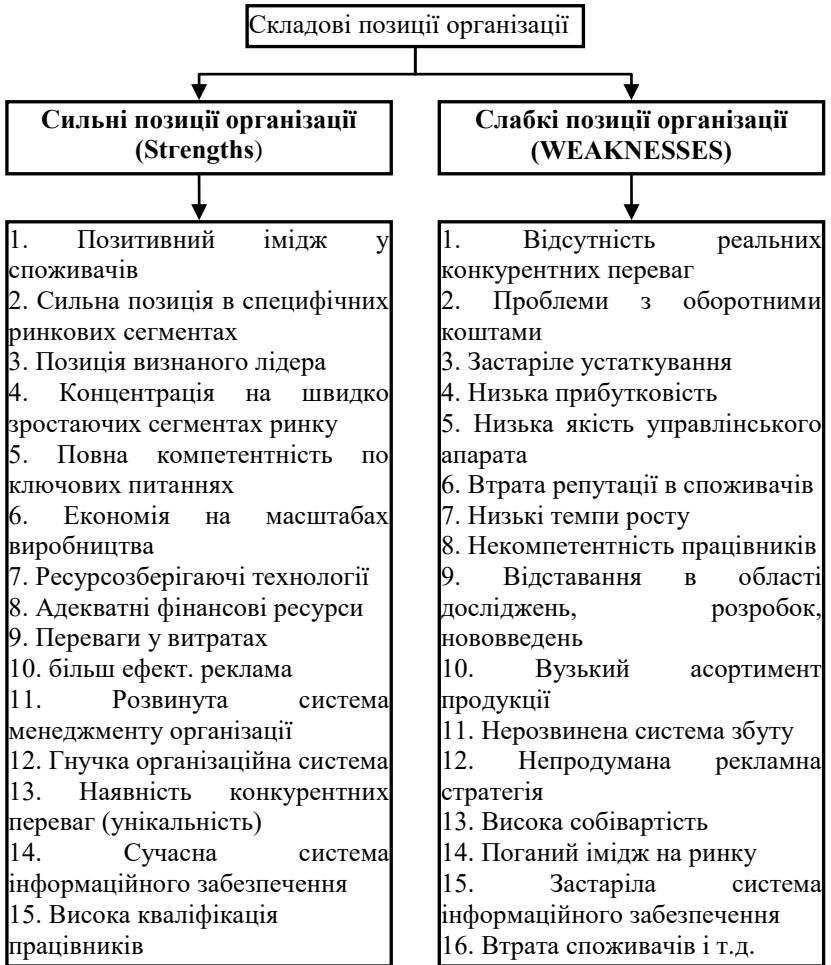 Складові позиції організації
Сильні позиції організації
(Strengths)
1. Позитивний імідж у
споживачів
2. Сильна позиція в специфічних
ринкових сегментах
3. Позиція визнаного лідера
4. Концентрація на швидко
зростаючих сегментах ринку
5. Повна компетентність по
ключових питаннях
6. Економія на масштабах
виробництва
7. Ресурсозберігаючі технології
8. Адекватні фінансові ресурси
9. Переваги у витратах
10. більш ефект. реклама
11. Розвинута система
менеджменту організації
12. Гнучка організаційна система
13. Наявність конкурентних
переваг (унікальність)
14. Сучасна система
інформаційного забезпечення
15. Висока кваліфікація
працівників
Слабкі позиції організації
(WEAKNESSES)
1. Відсутність реальних
конкурентних переваг
2. Проблеми з оборотними
коштами
3. Застаріле устаткування
4. Низька прибутковість
5. Низька якість управлінського
апарата
6. Втрата репутації в споживачів
7. Низькі темпи росту
8. Некомпетентність працівників
9. Відставання в області
досліджень, розробок,
нововведень
10. Вузький асортимент
продукції
11. Нерозвинена система збуту
12. Непродумана рекламна
стратегія
13. Висока собівартість
14. Поганий імідж на ринку
15. Застаріла система
інформаційного забезпечення
16. Втрата споживачів і т.д.